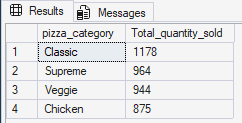 Results Messages
pizza_category Total_quantity_sold
1 Classic 1178
2 Supreme 964
3 Veggie 944
4 Chicken 875